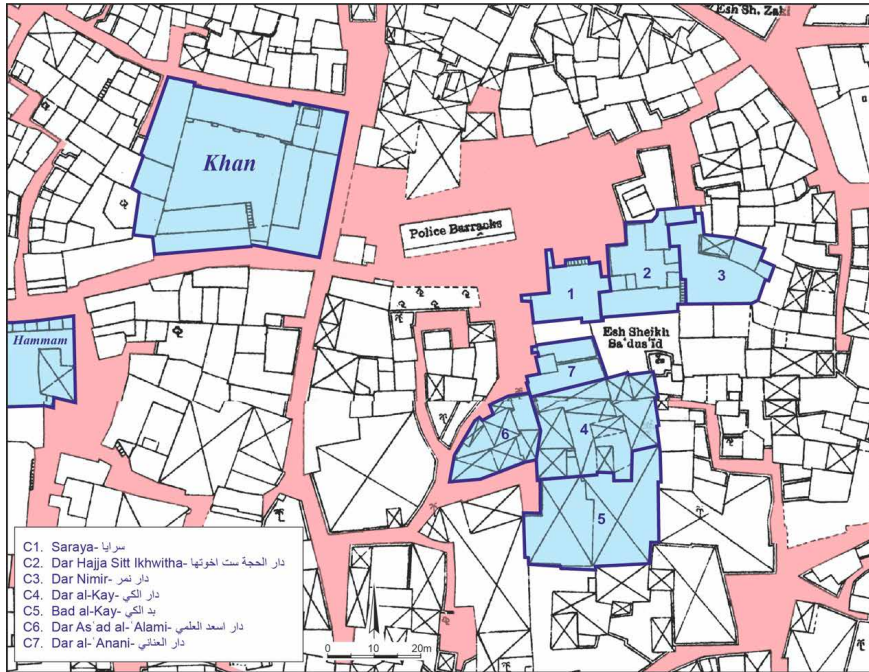 Esh Sh. Zaki
Khan
Police Barracks
2
3
1
Esh Sheikh
Sa'dus'id
Hammam
7
6
4
5
C1. Saraya- سرايا
C2. Dar Hajja Sitt Ikhwitha- دار الحجة ست اخوتها
C3. Dar Nimir- دار نمر
C4. Dar al-Kay- دار الكي
C5. Bad al-Kay- بد الكي
C6. Dar As'ad al-'Alami- دار اسعد العلمي
C7. Dar al-'Anani- دار العناني
0 10 20m